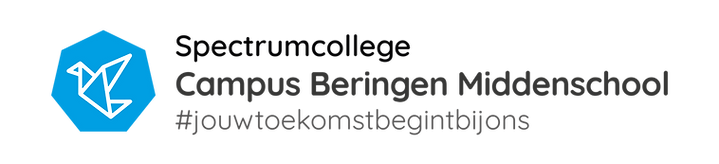 Spectrumcollege
Campus Beringen Middenschool
#jouwtoekomstbegintbijons